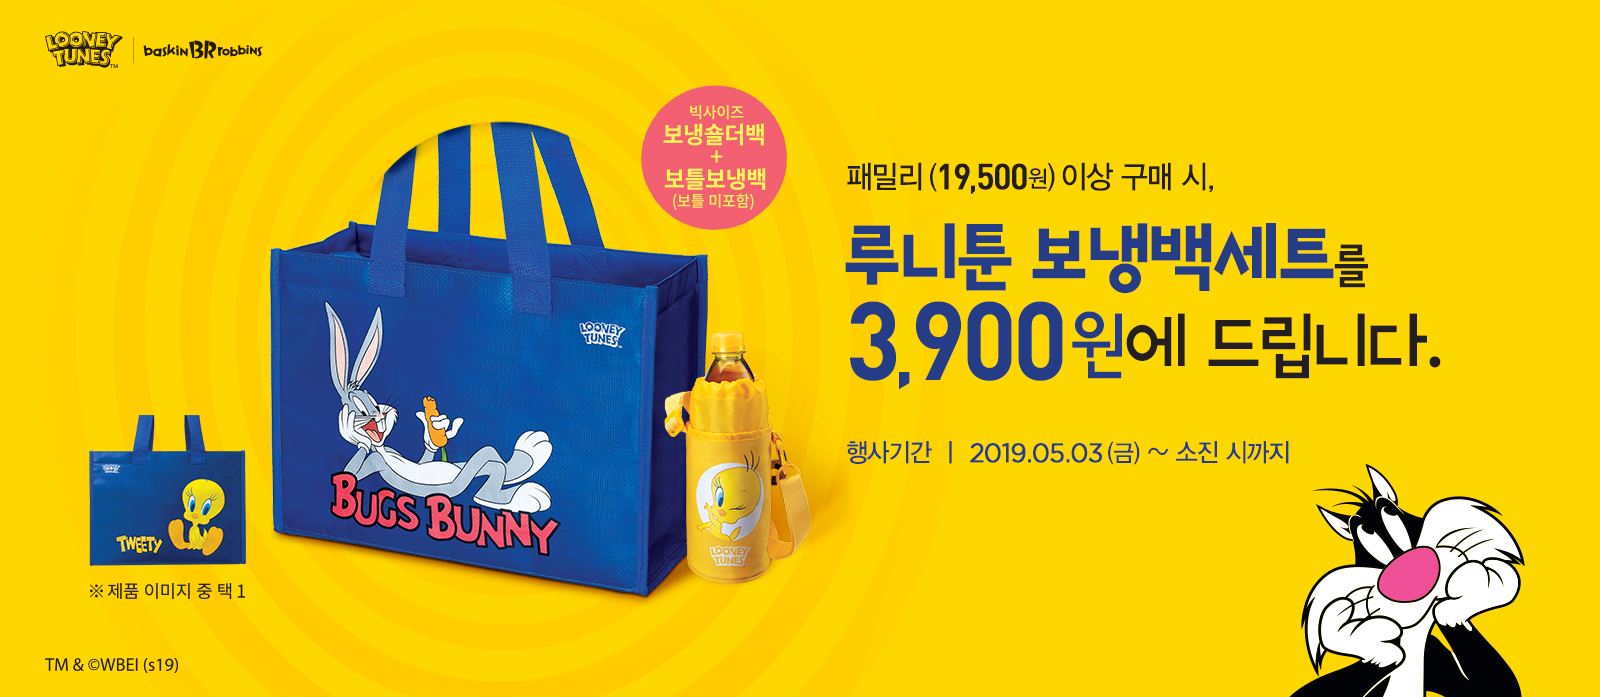 LOONEY
TUNES™
baskin BR robbins
빅사이즈
보냉숄더백
+
보틀보냉백
(보틀 미포함)
패밀리 (19,500원) 이상 구매 시,
루니툰 보냉백세트를
3,900원에 드립니다.
행사기간 | 2019.05.03 (금) ~ 소진 시까지
LOONEY
TUNES™
BUGS BUNNY
LOONEY
TUNES
LOONEY
TUNES
TWEETY
※ 제품 이미지 중 택 1
TM & ©WBEI (s19)